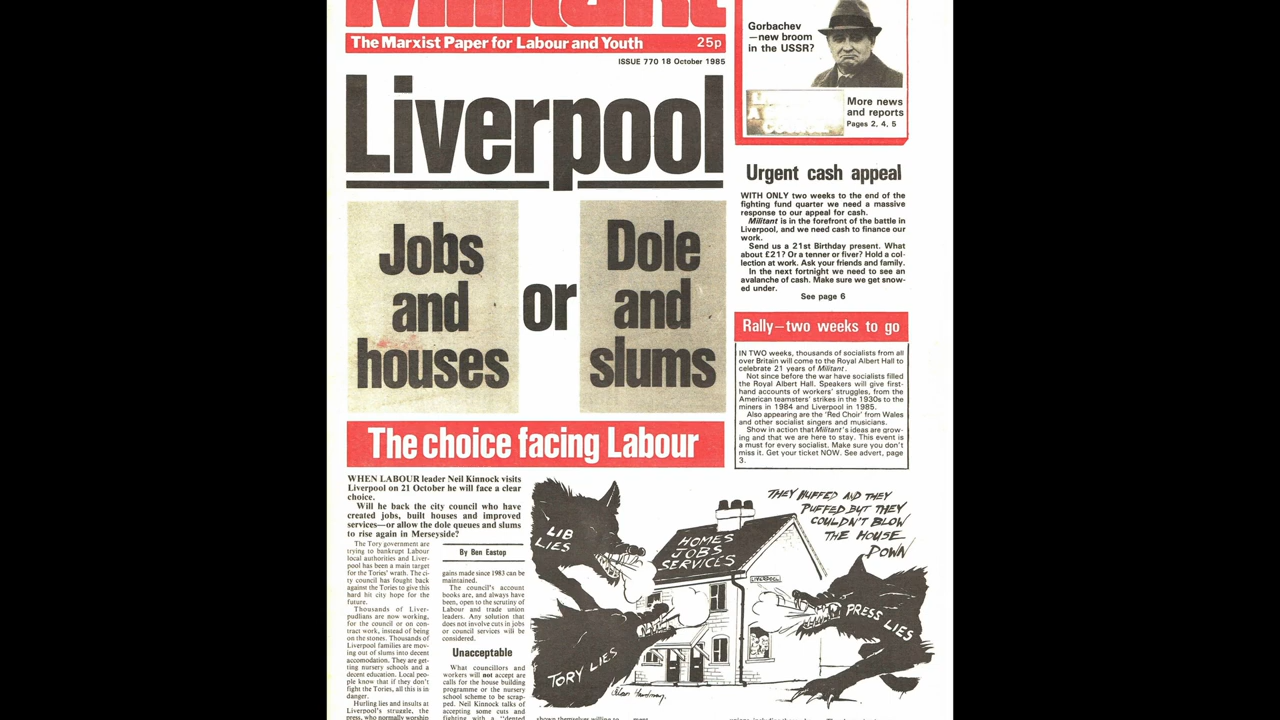 Militant
The Marxist Paper for Labour and Youth 25p
ISSUE 770 18 October 1985
Gorbachev
—new broom
in the USSR?
More news
and reports
Pages 2, 4, 5
Liverpool
Jobs
and
houses
or
Dole
and
slums
The choice facing Labour
Urgent cash appeal
WITH ONLY two weeks to the end of the
fighting fund quarter we need a massive
response to our appeal for cash.
Militant is in the forefront of the battle in
Liverpool, and we need cash to finance our
work.
Send us a 21st Birthday present. What
about £21? Or a tenner or fiver? Hold a col-
lection at work. Ask your friends and family.
In the next fortnight we need to see an
avalanche of cash. Make sure we get snow-
ed under.
See page 6
Rally—two weeks to go
IN TWO weeks, thousands of socialists from all
over Britain will come to the Royal Albert Hall to
celebrate 21 years of Militant.
Not since before the war have socialists filled
the Royal Albert Hall. Speakers will give first-
hand accounts of workers' struggles, from the
American teamsters' strikes in the 1930s to the
miners in 1984 and Liverpool in 1985.
Also appearing are the 'Red Choir' from Wales
and other socialist singers and musicians.
Show in action that Militant's ideas are grow-
ing and that we are here to stay. This event is
a must for every socialist. Make sure you don't
miss it. Get your ticket NOW. See advert, page
3.
WHEN LABOUR leader Neil Kinnock visits
Liverpool on 21 October he will face a clear
choice.
Will he back the city council who have
created jobs, built houses and improved
services—or allow the dole queues and slums
to rise again in Merseyside?
The Tory government are
trying to bankrupt Labour
local authorities and Liver-
pool has been a main target
for the Tories' wrath. The ci-
ty council has fought back
against the Tories to give this
hard hit city hope for the
future.
Thousands of Liver-
pudlians are now working,
for the council or on con-
tract work, instead of being
on the stones. Thousands of
Liverpool families are mov-
ing out of slums into decent
accomodation. They are get-
ting nursery schools and a
decent education. Local peo-
ple know that if they don't
fight the Tories, all this is in
danger.
Hurling lies and insults at
Liverpool's struggle, the
press, who normally worship
By Ben Eastop
gains made since 1983 can be
maintained.
The council's account
books are, and always have
been, open to the scrutiny of
Labour and trade union
leaders. Any solution that
does not involve cuts in jobs
or council services will be
considered.
Unacceptable
What councillors and
workers will not accept are
calls for the house building
programme or the nursery
school scheme to be scrap-
ped. Neil Kinnock talks of
accepting some cuts and
fighting with a "dented
LIB
LIES
TORY LIES
HOMES
JOBS
SERVICES
LIVERPOOL
PRESS LIES
THEY HUFFED AND THEY
PUFFED BUT THEY
COULDN'T BLOW
THE HOUSE
DOWN
Alan Hardman
shown themselves willing to